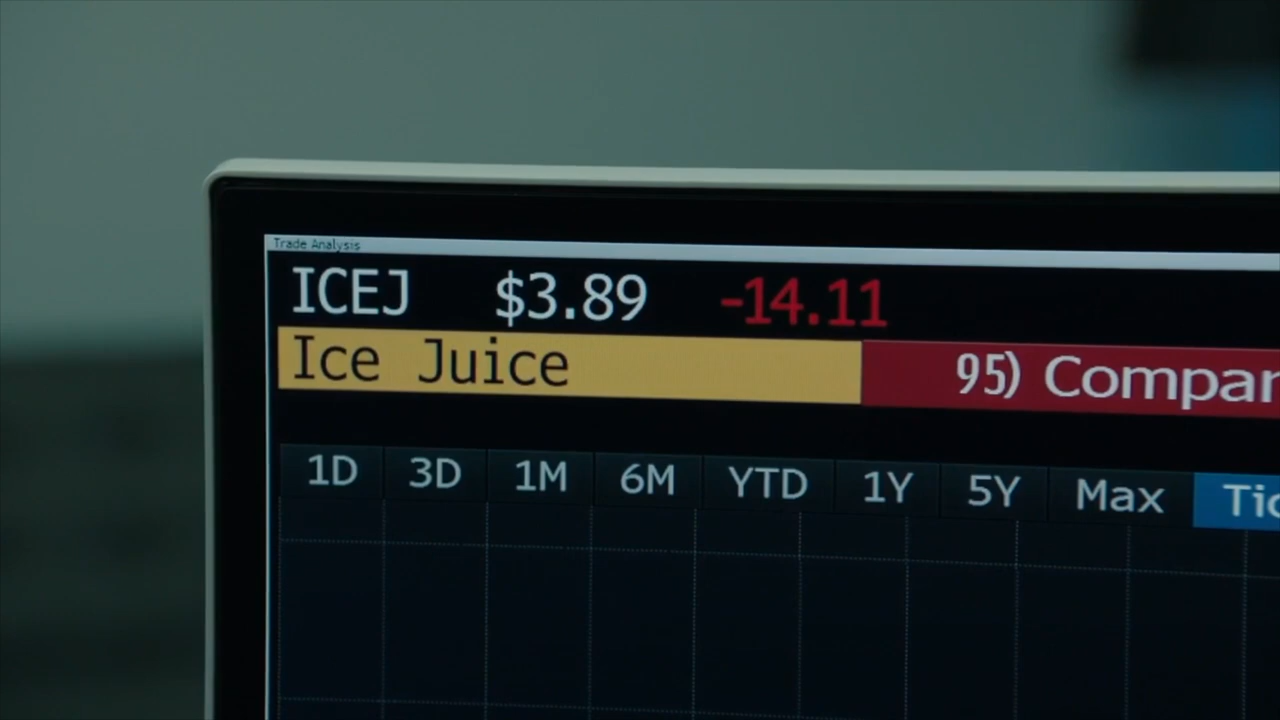 Trade Analysis
ICEJ $3.89 -14.11
Ice Juice 95) Compar
1D 3D 1M 6M YTD 1Y 5Y Max Tic